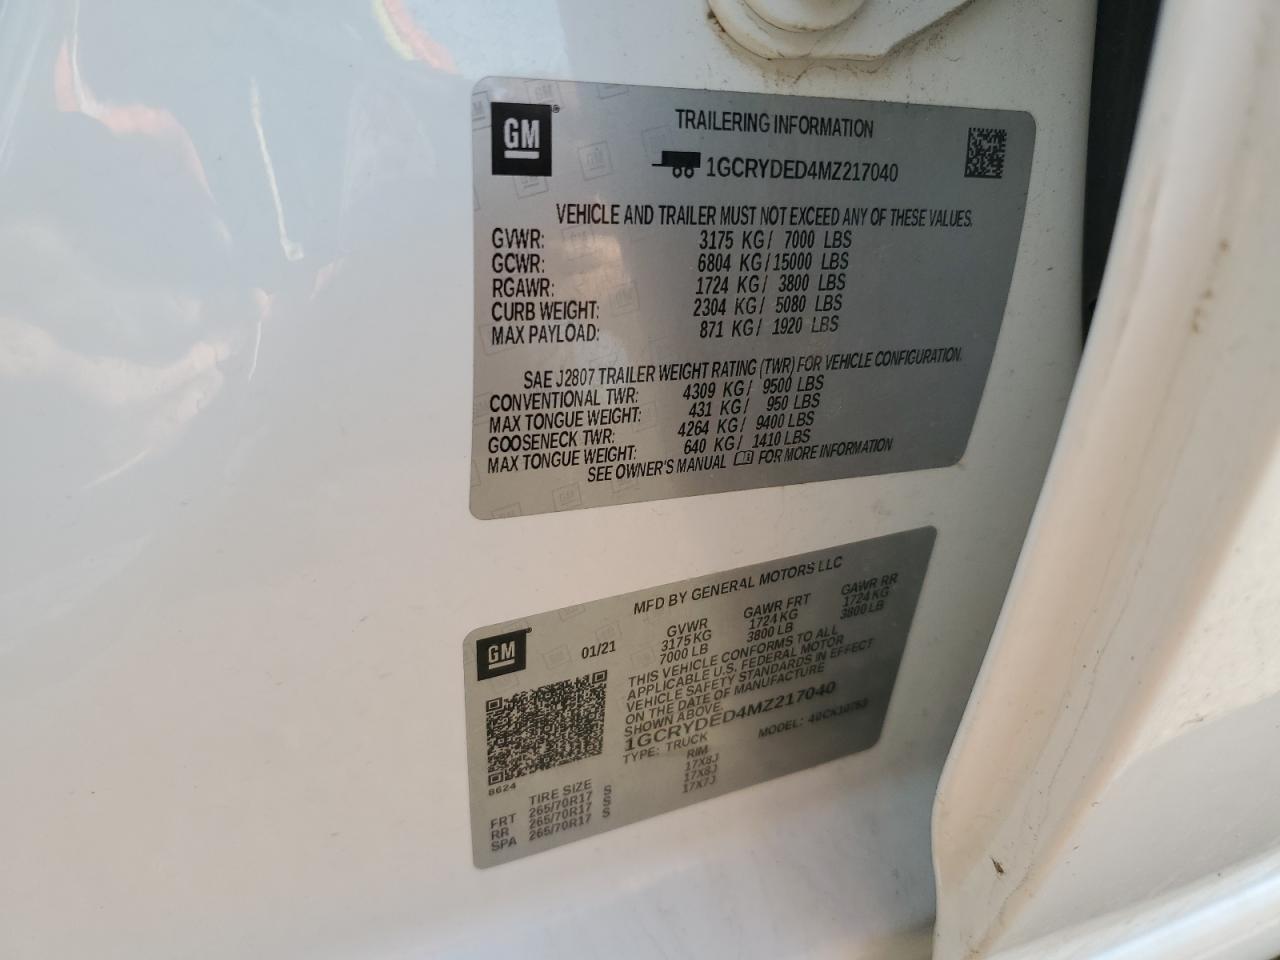 GM
TRAILERING INFORMATION
1GCRYDED4MZ217040
VEHICLE AND TRAILER MUST NOT EXCEED ANY OF THESE VALUES.
GVWR: 3175 KG/ 7000 LBS
GCWR: 6804 KG/15000 LBS
RGAWR: 1724 KG/ 3800 LBS
CURB WEIGHT: 2304 KG/ 5080 LBS
MAX PAYLOAD: 871 KG/ 1920 LBS
SAE J2807 TRAILER WEIGHT RATING (TWR) FOR VEHICLE CONFIGURATION.
CONVENTIONAL TWR: 4309 KG/ 9500 LBS
MAX TONGUE WEIGHT: 431 KG/ 950 LBS
GOOSENECK TWR: 4264 KG/ 9400 LBS
MAX TONGUE WEIGHT: 640 KG/ 1410 LBS
SEE OWNER'S MANUAL FOR MORE INFORMATION
MFD BY GENERAL MOTORS LLC
GM
01/21
GVWR GAWR FRT GAWR RR
3175 KG 1724 KG 1724 KG
7000 LB 3800 LB 3800 LB
THIS VEHICLE CONFORMS TO ALL
APPLICABLE U.S. FEDERAL MOTOR
VEHICLE SAFETY STANDARDS IN EFFECT
ON THE DATE OF MANUFACTURE
SHOWN ABOVE.
1GCRYDED4MZ217040
TYPE: TRUCK MODEL:
8624
TIRE SIZE RIM
FRT 265/70R17 S 17X8J
RR 265/70R17 S 17X8J
SPA 265/70R17 S 17X7J